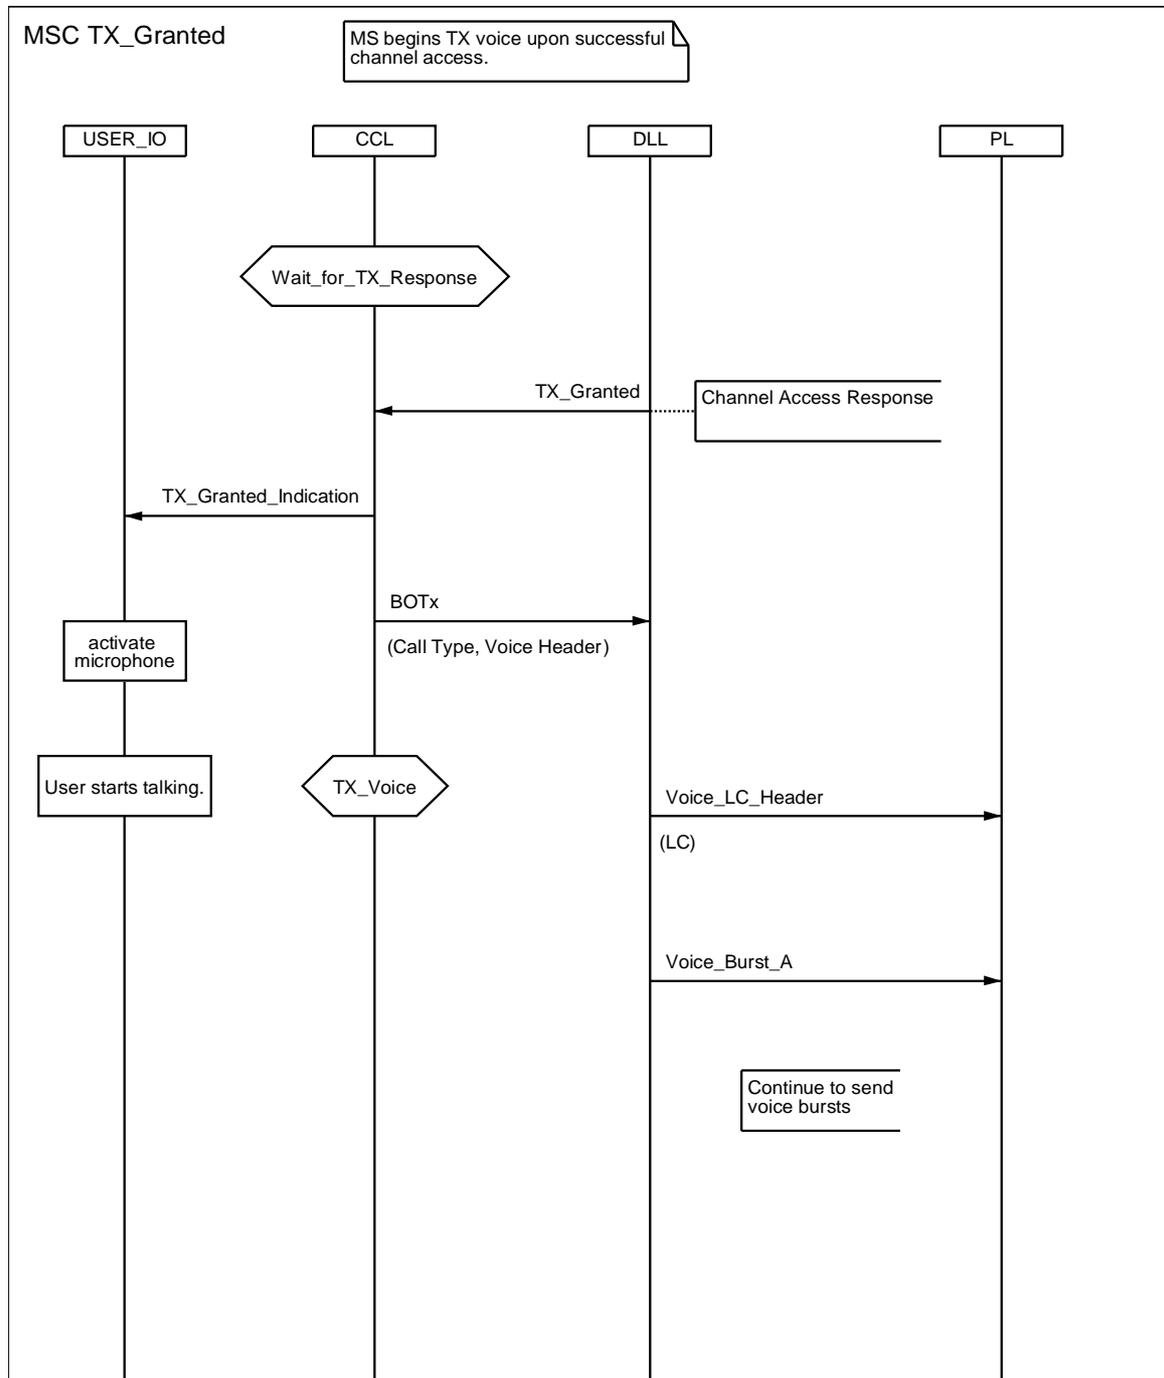 MSC TX_Granted
MS begins TX voice upon successful
channel access.
USER_IO
CCL
DLL
PL
Wait_for_TX_Response
TX_Granted
Channel Access Response
TX_Granted_Indication
BOTx
(Call Type, Voice Header)
activate
microphone
User starts talking.
TX_Voice
Voice_LC_Header
(LC)
Voice_Burst_A
Continue to send
voice bursts